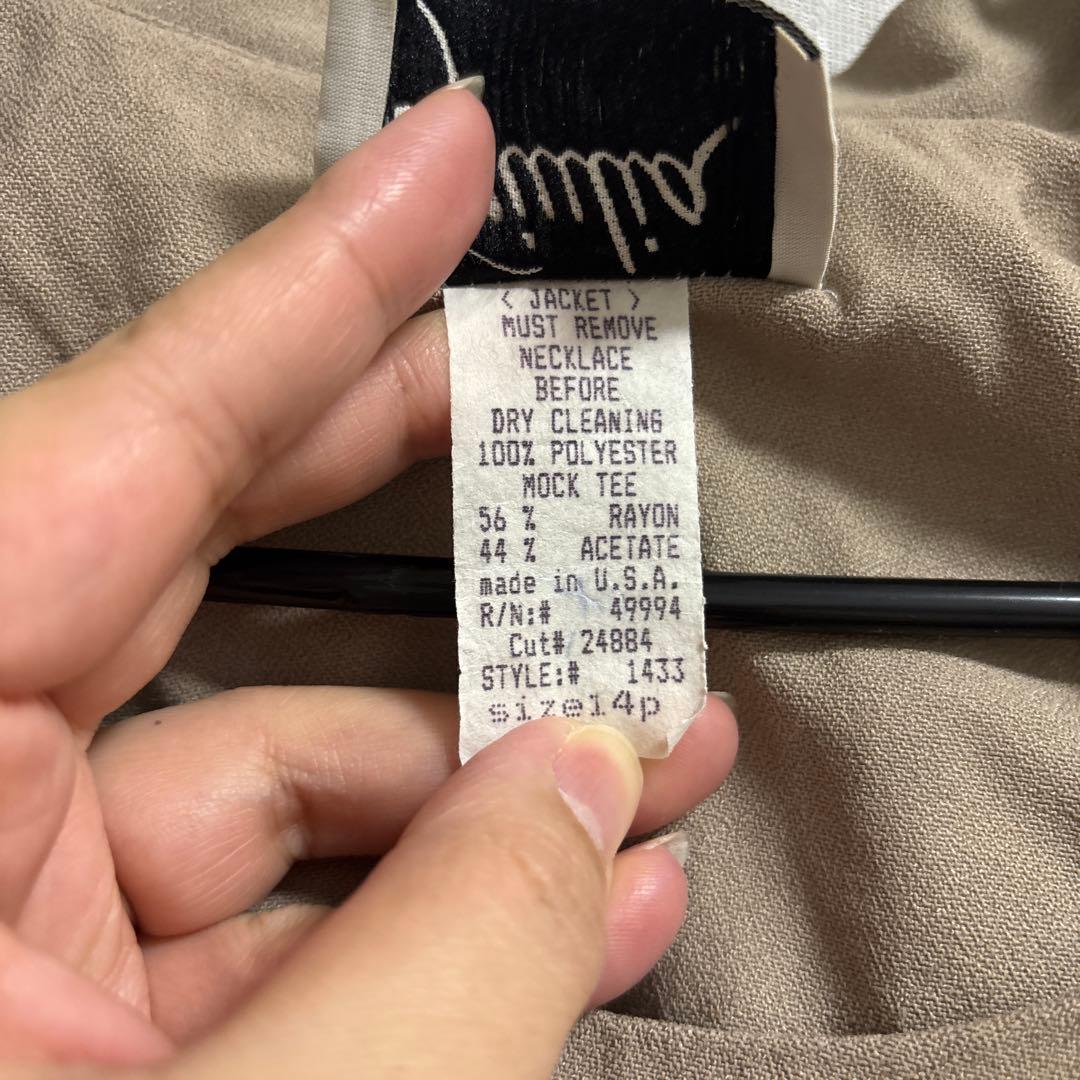 < JACKET >
MUST REMOVE
NECKLACE
BEFORE
DRY CLEANING
100% POLYESTER
MOCK TEE
56 % RAYON
44 % ACETATE
made in U.S.A.
R/N:# 49994
Cut# 24884
STYLE:# 1433
size14p